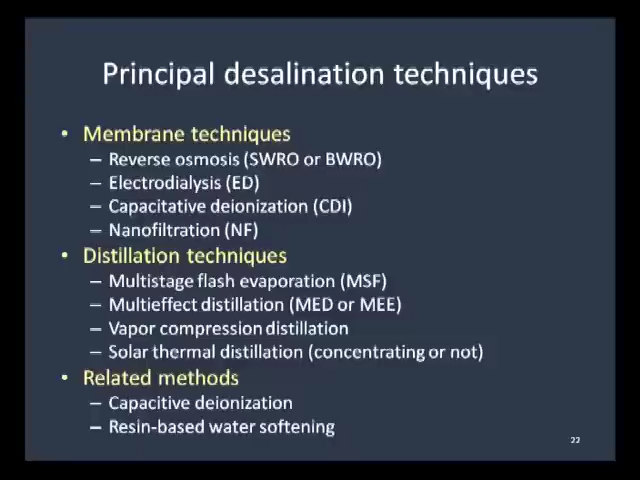 Principal desalination techniques
• Membrane techniques
– Reverse osmosis (SWRO or BWRO)
– Electrodialysis (ED)
– Capacitative deionization (CDI)
– Nanofiltration (NF)
• Distillation techniques
– Multistage flash evaporation (MSF)
– Multieffect distillation (MED or MEE)
– Vapor compression distillation
– Solar thermal distillation (concentrating or not)
• Related methods
– Capacitive deionization
– Resin-based water softening
22